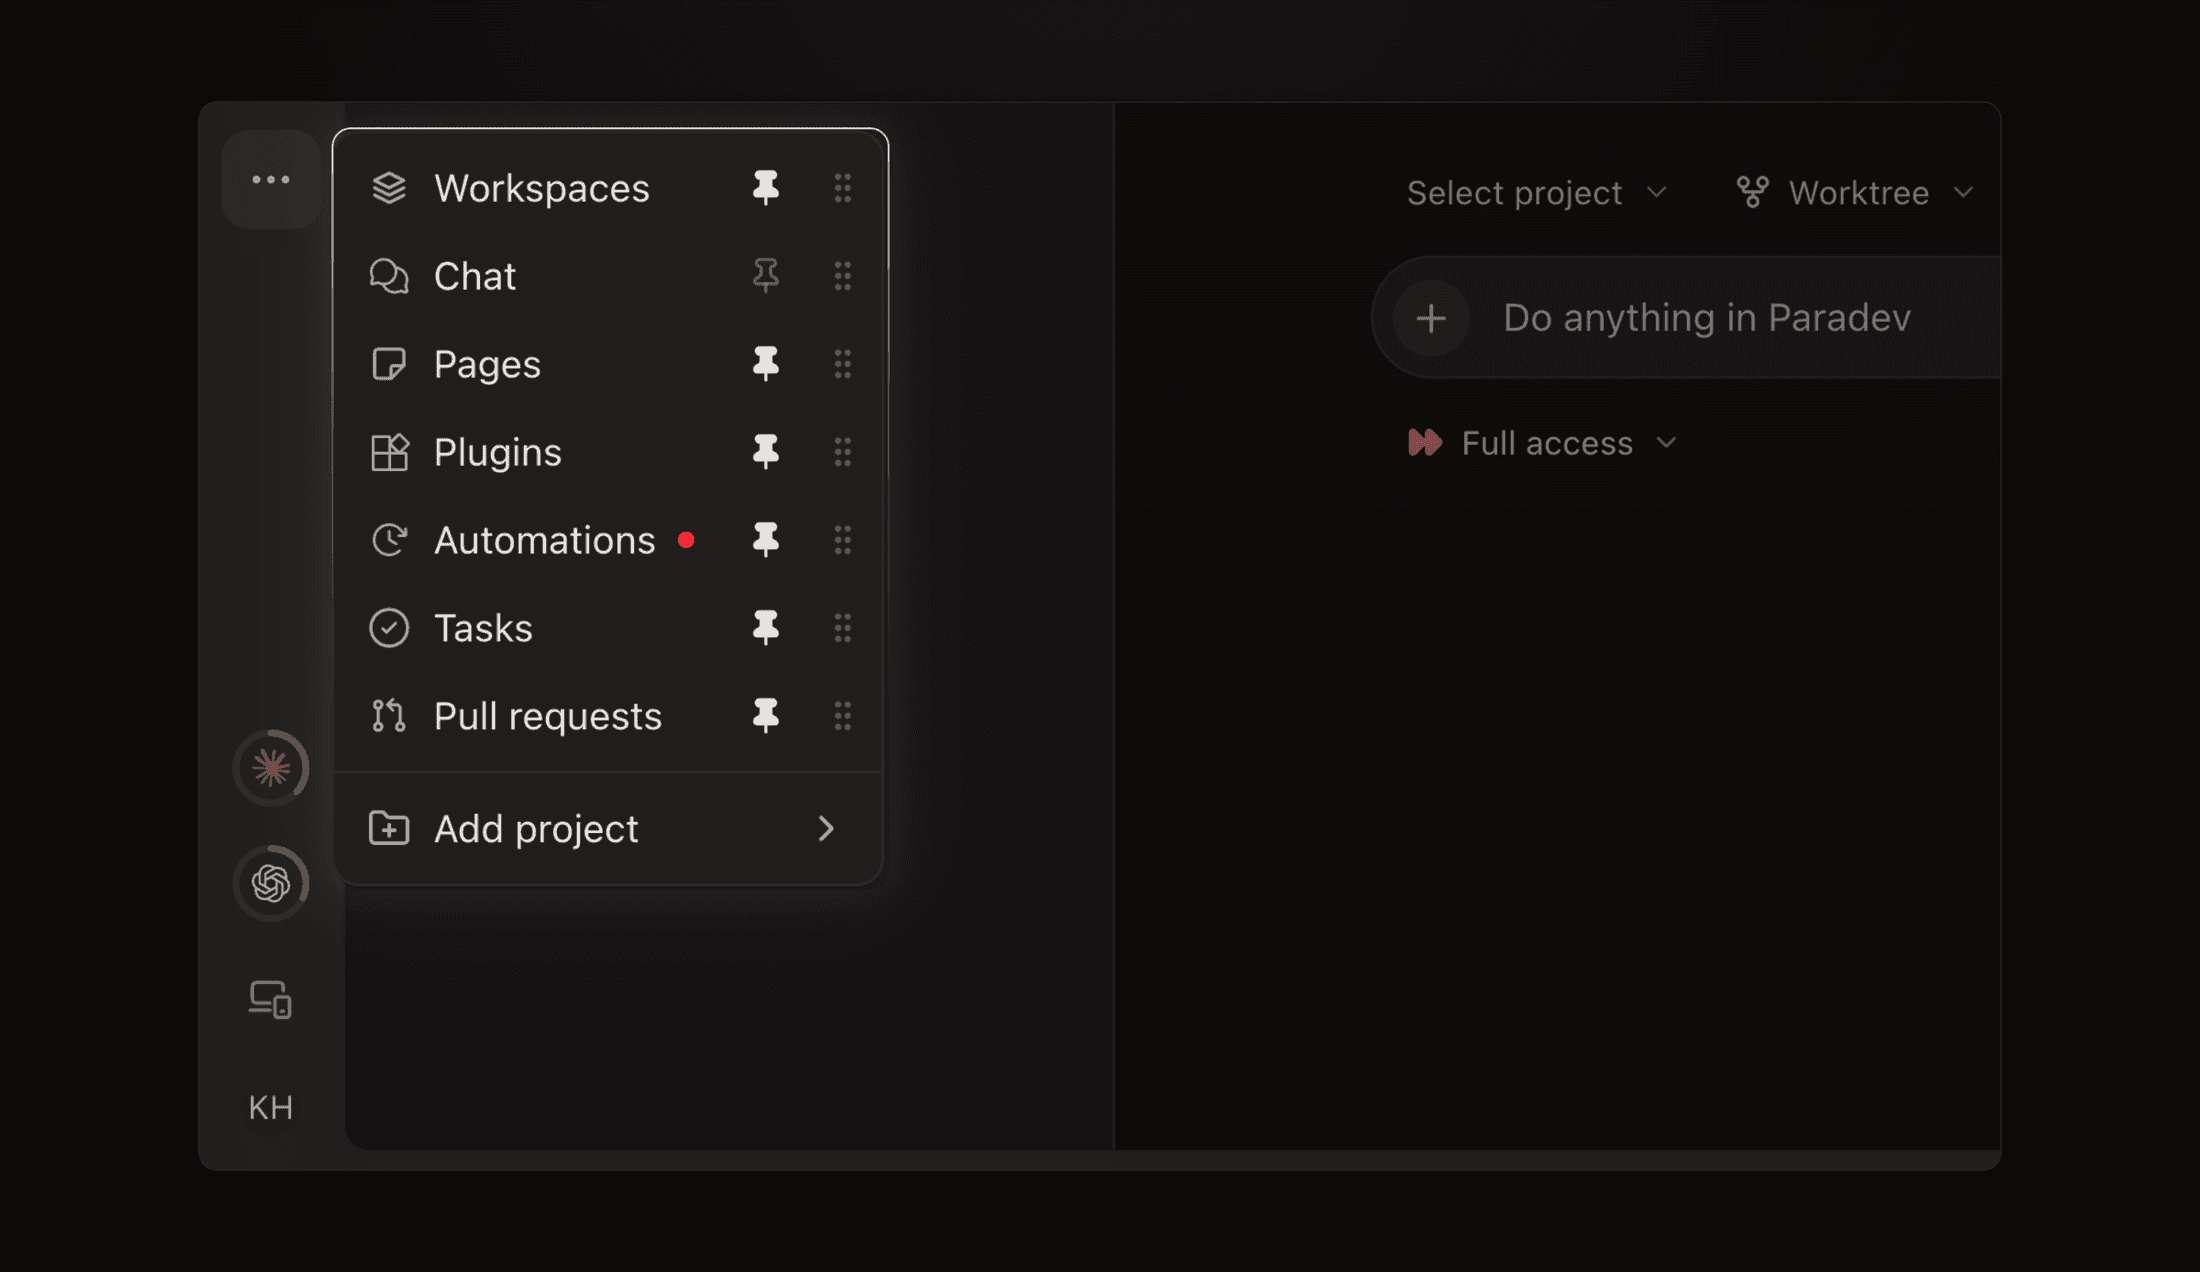 Workspaces
Chat
Pages
Plugins
Automations
Tasks
Pull requests
Add project
KH
Select project
Worktree
Do anything in Paradev
Full access